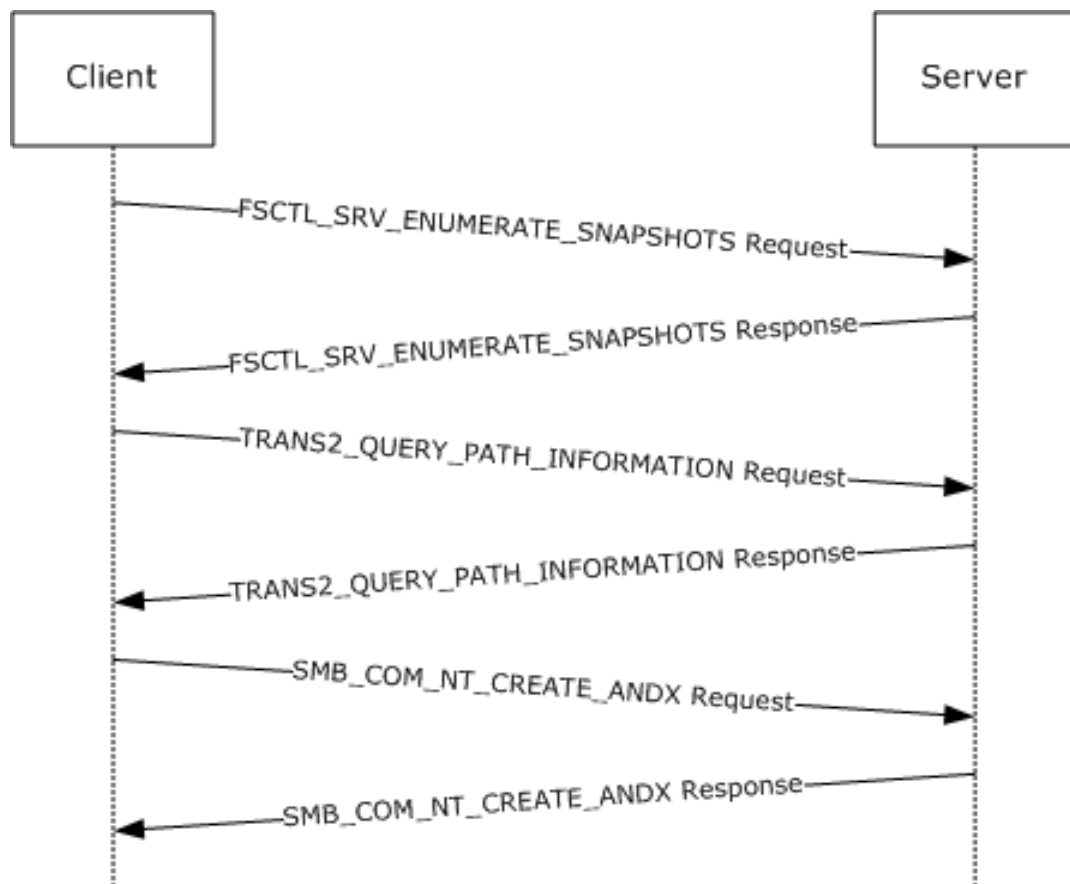 Client
Server
FSCTL_SRV_ENUMERATE_SNAPSHOTS Request
FSCTL_SRV_ENUMERATE_SNAPSHOTS Response
TRANS2_QUERY_PATH_INFORMATION Request
TRANS2_QUERY_PATH_INFORMATION Response
SMB_COM_NT_CREATE_ANDX Request
SMB_COM_NT_CREATE_ANDX Response